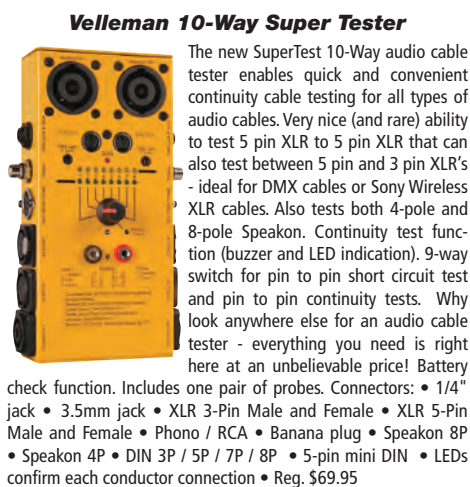 Velleman 10-Way Super Tester
The new SuperTest 10-Way audio cable
tester enables quick and convenient
continuity cable testing for all types of
audio cables. Very nice (and rare) ability
to test 5 pin XLR to 5 pin XLR that can
also test between 5 pin and 3 pin XLR's
- ideal for DMX cables or Sony Wireless
XLR cables. Also tests both 4-pole and
8-pole Speakon. Continuity test func-
tion (buzzer and LED indication). 9-way
switch for pin to pin short circuit test
and pin to pin continuity tests. Why
look anywhere else for an audio cable
tester - everything you need is right
here at an unbelievable price! Battery
check function. Includes one pair of probes. Connectors: • 1/4"
jack • 3.5mm jack • XLR 3-Pin Male and Female • XLR 5-Pin
Male and Female • Phono / RCA • Banana plug • Speakon 8P
• Speakon 4P • DIN 3P / 5P / 7P / 8P • 5-pin mini DIN • LEDs
confirm each conductor connection • Reg. $69.95